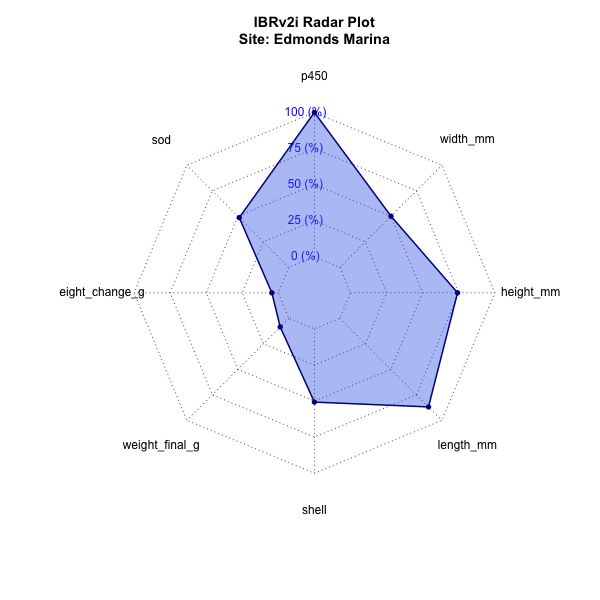 IBRv2i Radar Plot
Site: Edmonds Marina
p450
100 (%)
sod
width_mm
75 (%)
50 (%)
25 (%)
0 (%)
eight_change_g
height_mm
weight_final_g
length_mm
shell